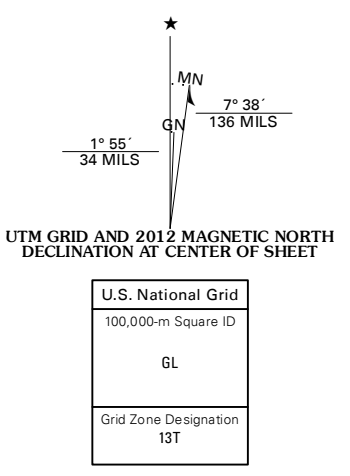 ★
MN
7° 38´
136 MILS
GN
1° 55´
34 MILS
UTM GRID AND 2012 MAGNETIC NORTH
DECLINATION AT CENTER OF SHEET
U.S. National Grid
100,000-m Square ID
GL
Grid Zone Designation
13T